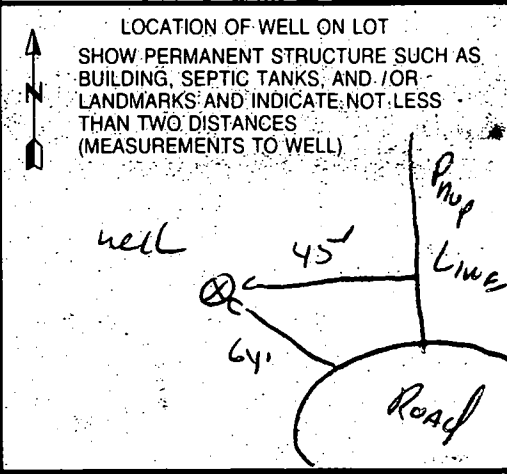 LOCATION OF WELL ON LOT
SHOW PERMANENT STRUCTURE SUCH AS
BUILDING, SEPTIC TANKS, AND /OR
LANDMARKS AND INDICATE NOT LESS
THAN TWO DISTANCES
(MEASUREMENTS TO WELL)
N
Prop
Line
well
45'
64'
Road